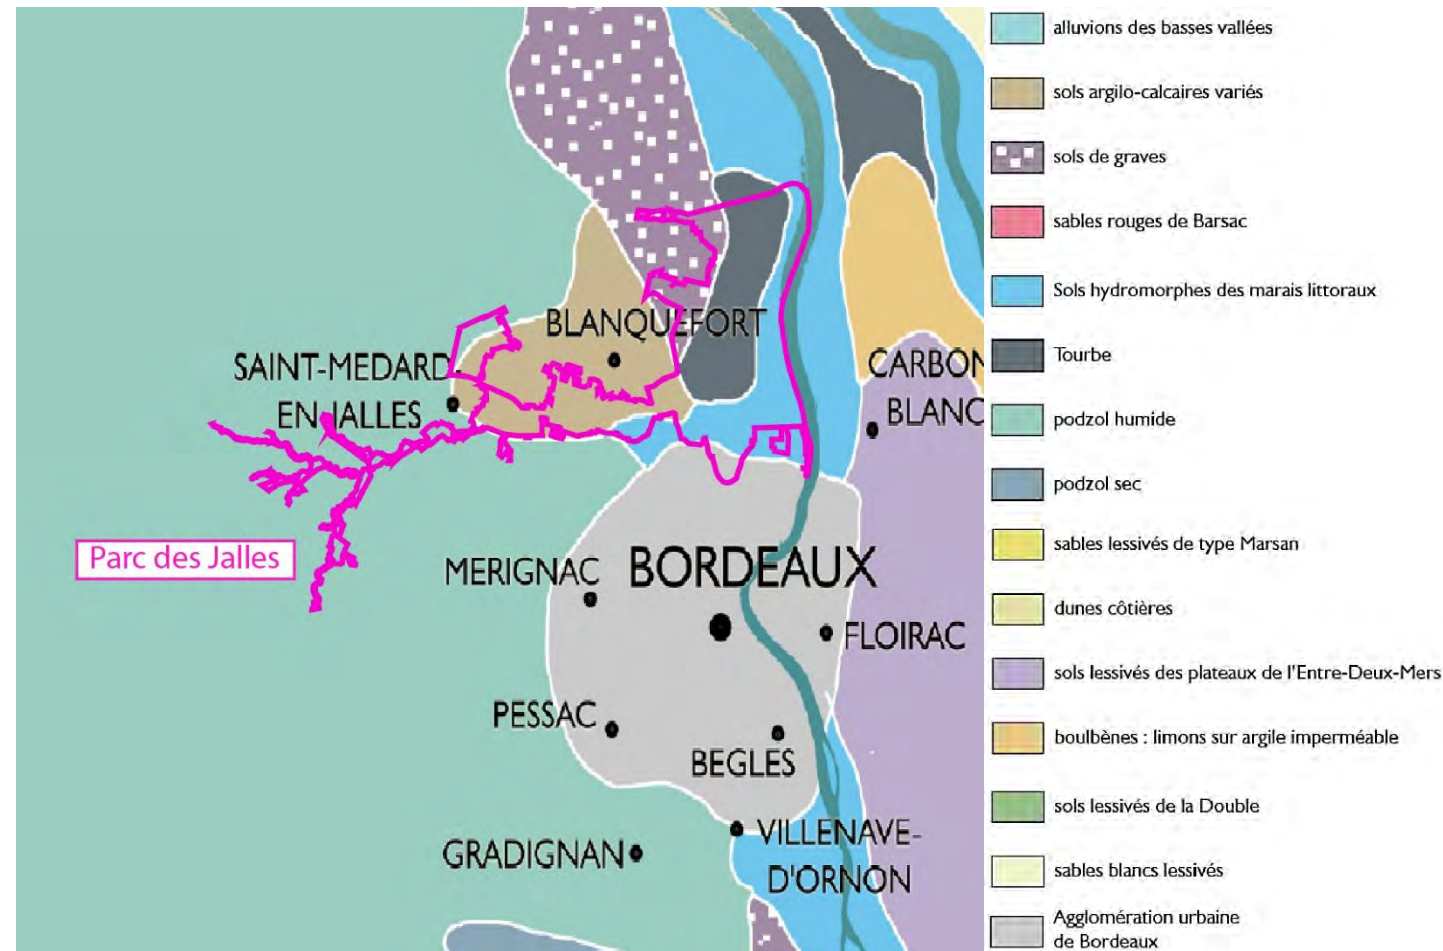 BLANQUEFORT
SAINT-MEDARD-
EN JALLES
CARBON
BLANC
Parc des Jalles
MERIGNAC
BORDEAUX
FLOIRAC
PESSAC
BEGLES
VILLENAVE-
D'ORNON
GRADIGNAN
alluvions des basses vallées
sols argilo-calcaires variés
sols de graves
sables rouges de Barsac
Sols hydromorphes des marais littoraux
Tourbe
podzol humide
podzol sec
sables lessivés de type Marsan
dunes côtières
sols lessivés des plateaux de l'Entre-Deux-Mers
boulbènes : limons sur argile imperméable
sols lessivés de la Double
sables blancs lessivés
Agglomération urbaine
de Bordeaux